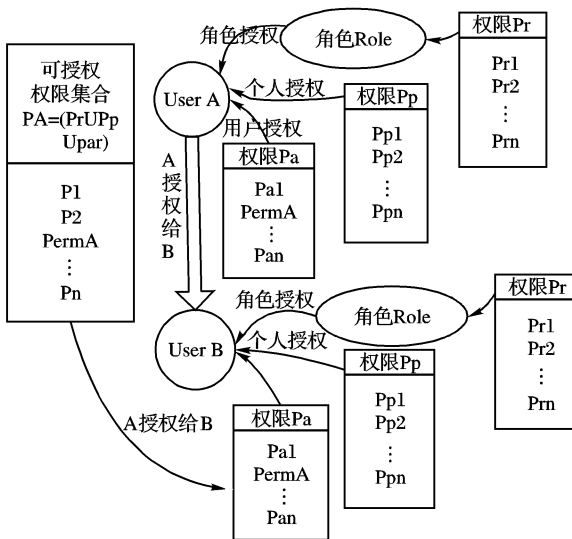 可授权
权限集合
PA=(PrUPp
Upar)
P1
P2
PermA
⋮
Pn
角色授权
角色Role
权限Pr
Pr1
Pr2
⋮
Prn
User A
个人授权
权限Pp
Pp1
Pp2
⋮
Ppn
用户授权
权限Pa
Pa1
PermA
…
Pan
A授权给B
User B
角色授权
角色Role
权限Pr
Pr1
Pr2
⋮
Prn
个人授权
权限Pp
Pp1
Pp2
⋮
Ppn
A授权给B
权限Pa
Pa1
PermA
⋮
Pan